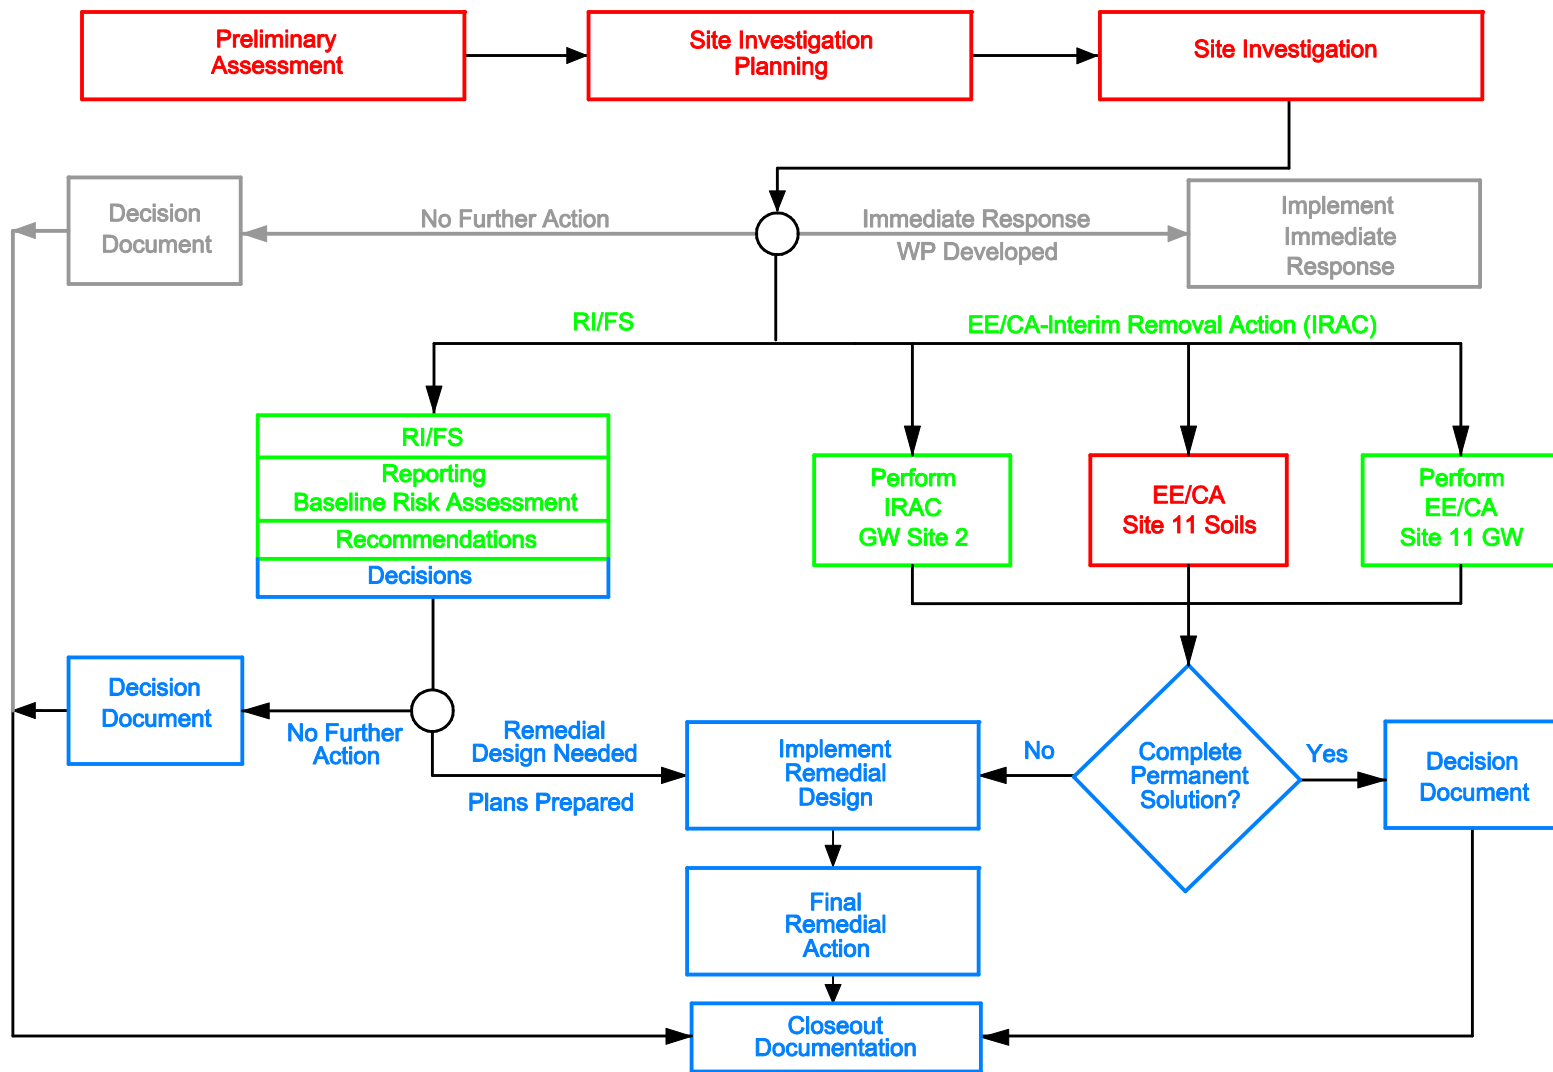 Preliminary
Assessment
Site Investigation
Planning
Site Investigation
Decision
Document
No Further Action
Immediate Response
WP Developed
Implement
Immediate
Response
RI/FS
EE/CA-Interim Removal Action (IRAC)
RI/FS
Reporting
Baseline Risk Assessment
Recommendations
Decisions
Perform
IRAC
GW Site 2
EE/CA
Site 11 Soils
Perform
EE/CA
Site 11 GW
Decision
Document
No Further
Action
Remedial
Design Needed
Plans Prepared
Implement
Remedial
Design
No
Complete
Permanent
Solution?
Yes
Decision
Document
Final
Remedial
Action
Closeout
Documentation